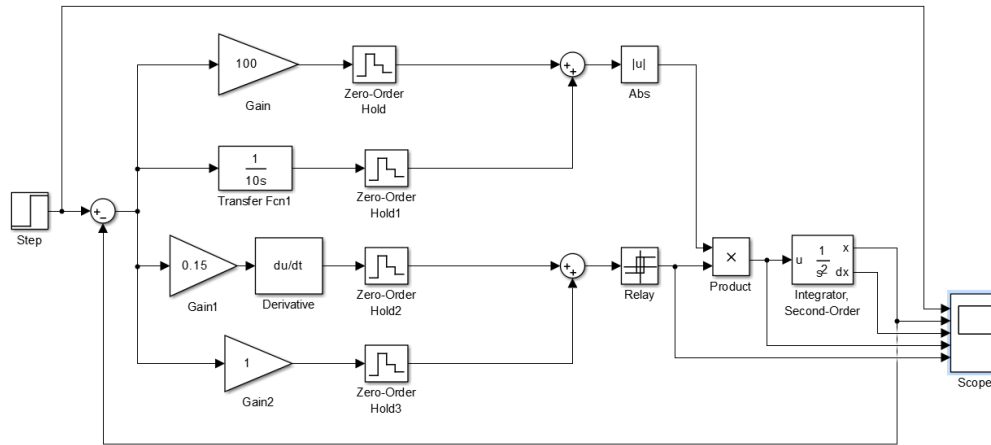 100
Gain
Zero-Order
Hold
++
|u|
Abs
1
10s
Transfer Fcn1
Zero-Order
Hold1
Step
+−
0.15
Gain1
du/dt
Derivative
Zero-Order
Hold2
++
Relay
×
Product
u
1
s2
x
dx
Integrator,
Second-Order
1
Gain2
Zero-Order
Hold3
Scope